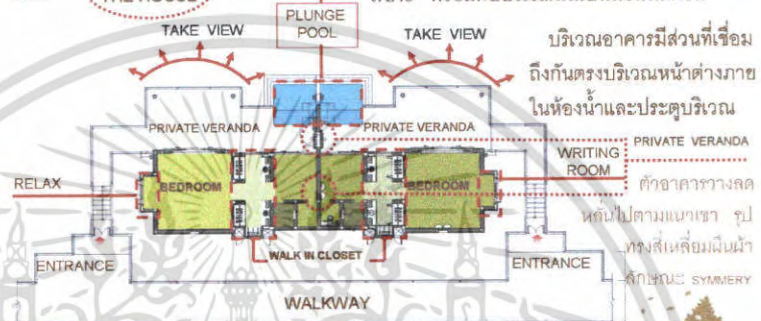 THE HOUSE
PLUNGE
POOL
TAKE VIEW
TAKE VIEW
บริเวณอาคารมีส่วนที่เชื่อม
ถึงกันตรงบริเวณหน้าต่างภาย
ในห้องน้ำและประตูบริเวณ
PRIVATE VERANDA
PRIVATE VERANDA
PRIVATE VERANDA
WRITING
ROOM
RELAX
BEDROOM
BEDROOM
ตัวอาคารวางลด
หลั่นไปตามแนวเขา รูป
ทรงสี่เหลี่ยมผืนผ้า
ลักษณะ SYMMERY
WALK IN CLOSET
ENTRANCE
ENTRANCE
WALKWAY